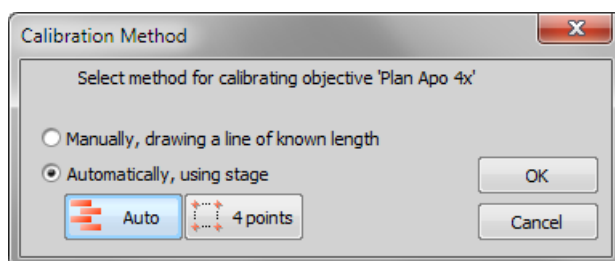 Calibration Method
Select method for calibrating objective 'Plan Apo 4x'
Manually, drawing a line of known length
Automatically, using stage
OK
Auto
4 points
Cancel